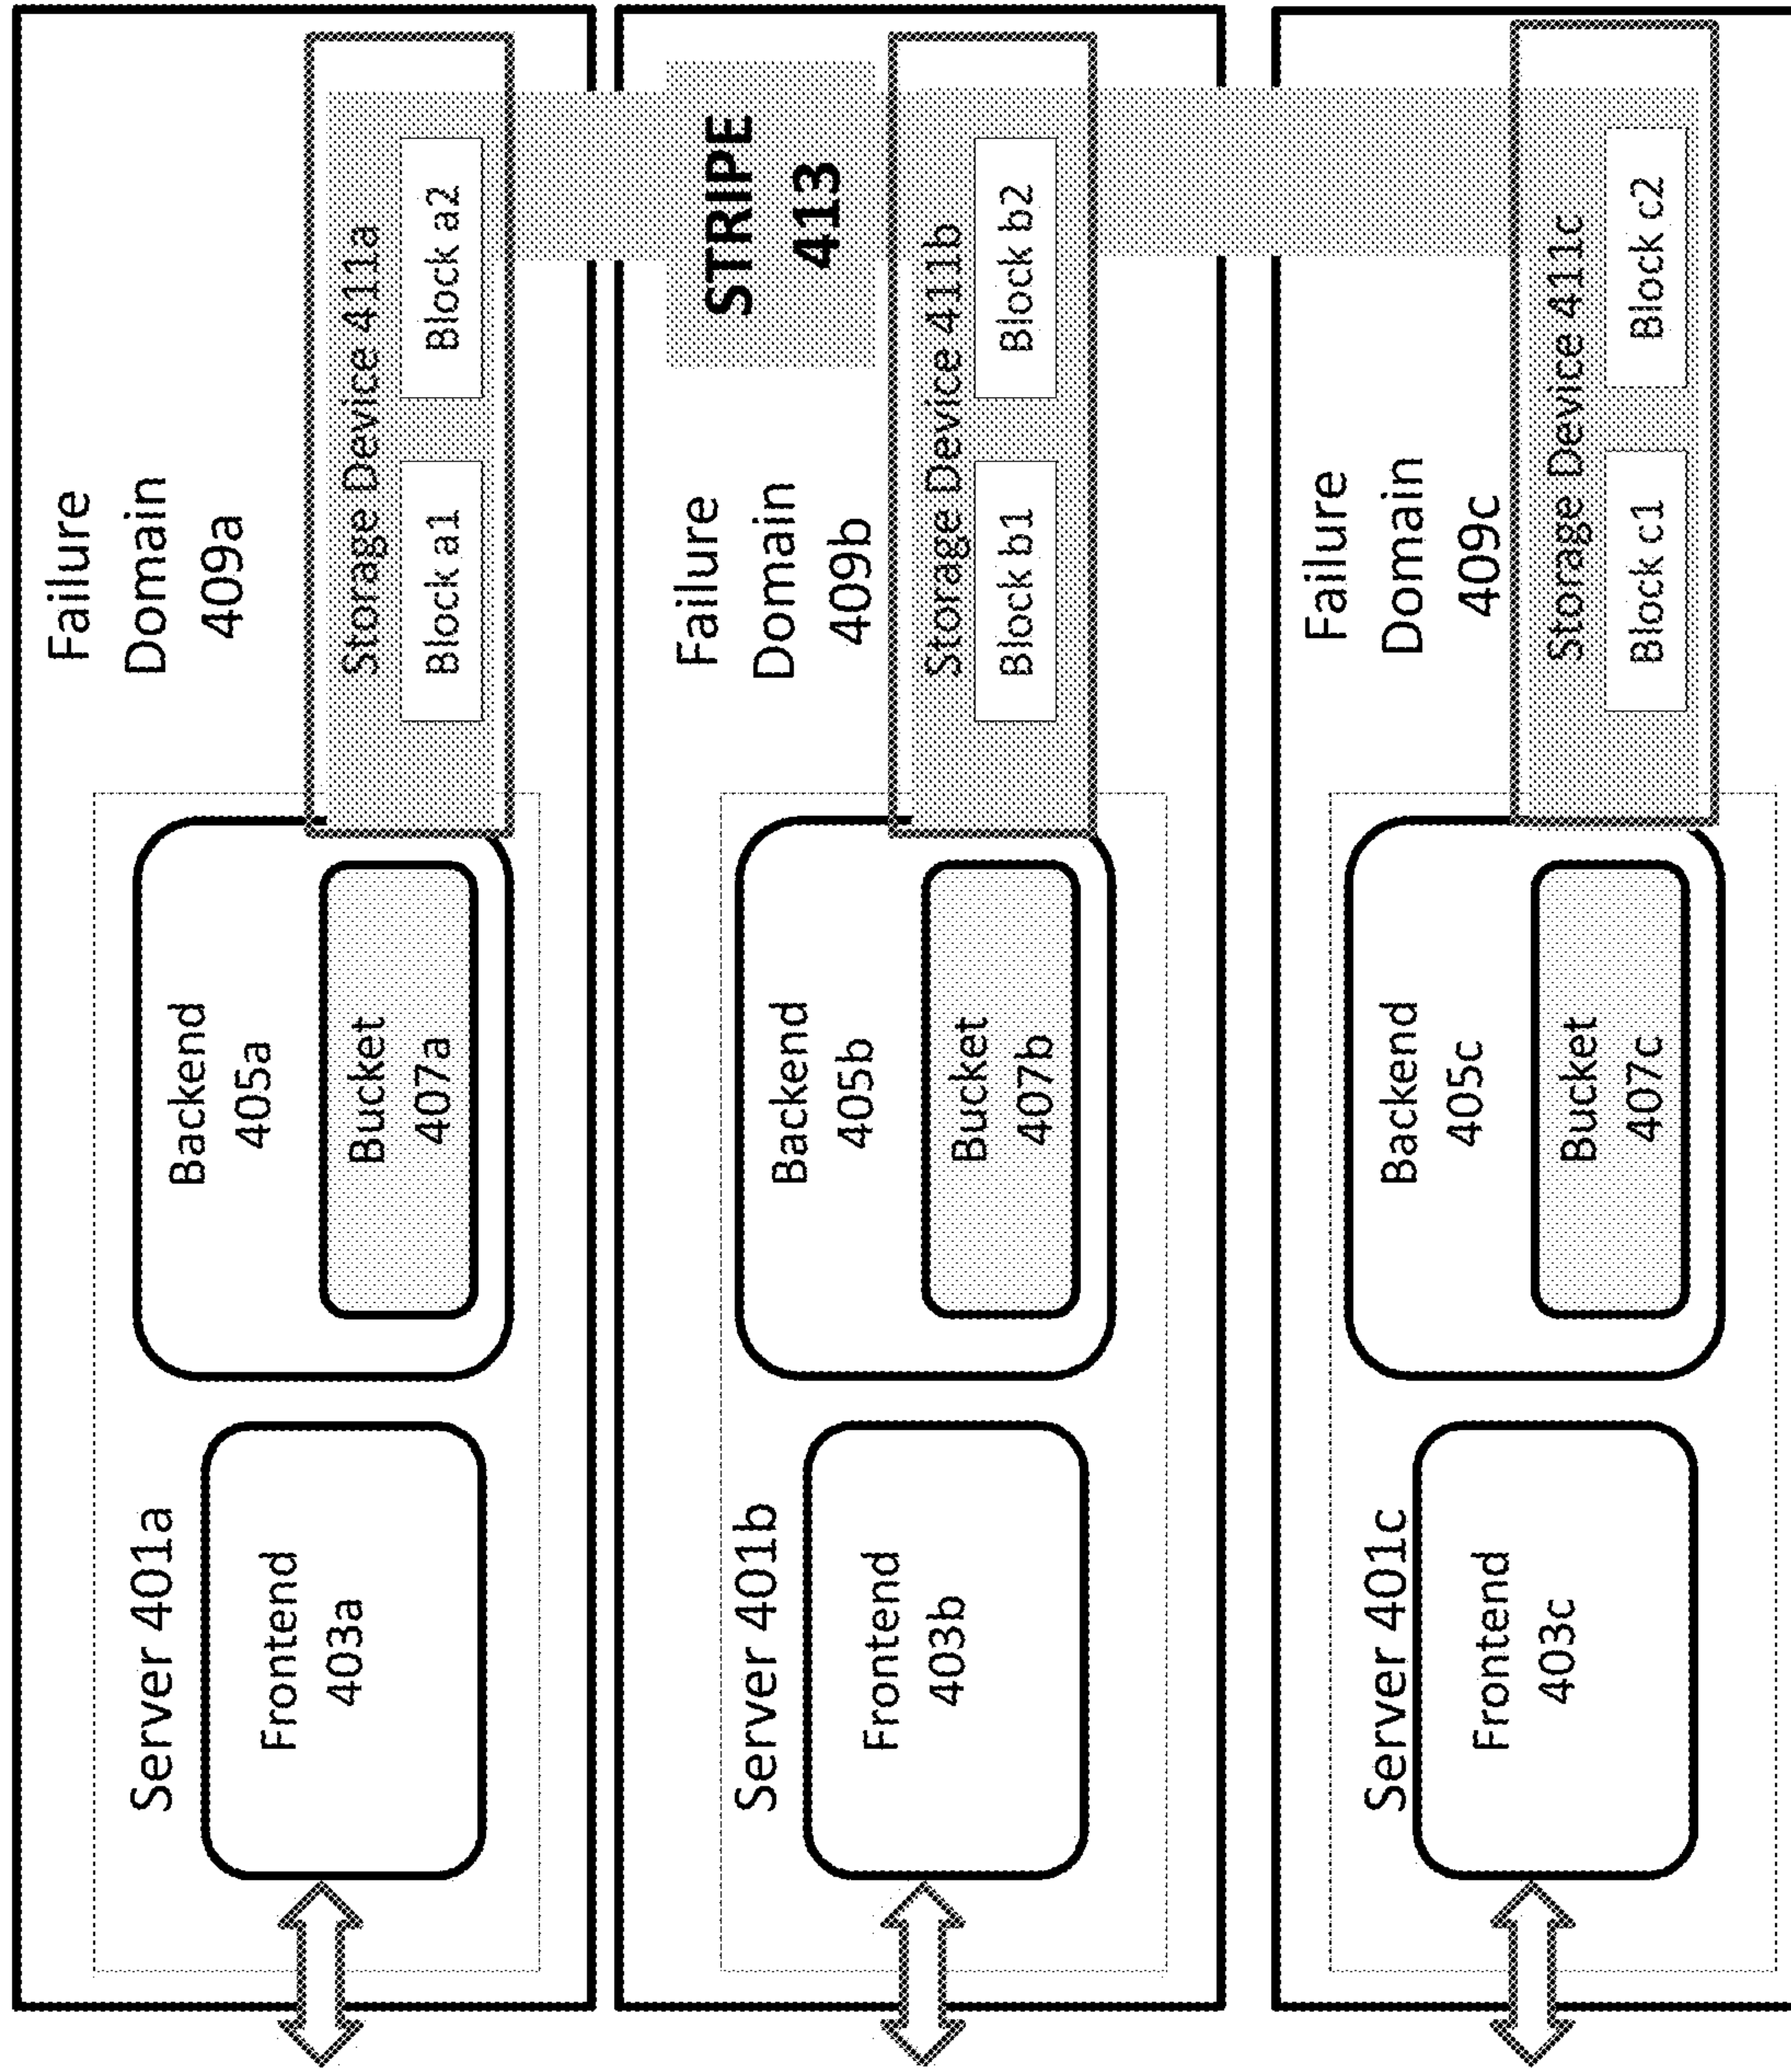 Failure
Domain
409a
Server 401a
Frontend
403a
Backend
405a
Bucket
407a
Storage Device 411a
Block a1
Block a2
STRIPE
413
Failure
Domain
409b
Server 401b
Frontend
403b
Backend
405b
Bucket
407b
Storage Device 411b
Block b1
Block b2
Failure
Domain
409c
Server 401c
Frontend
403c
Backend
405c
Bucket
407c
Storage Device 411c
Block c1
Block c2